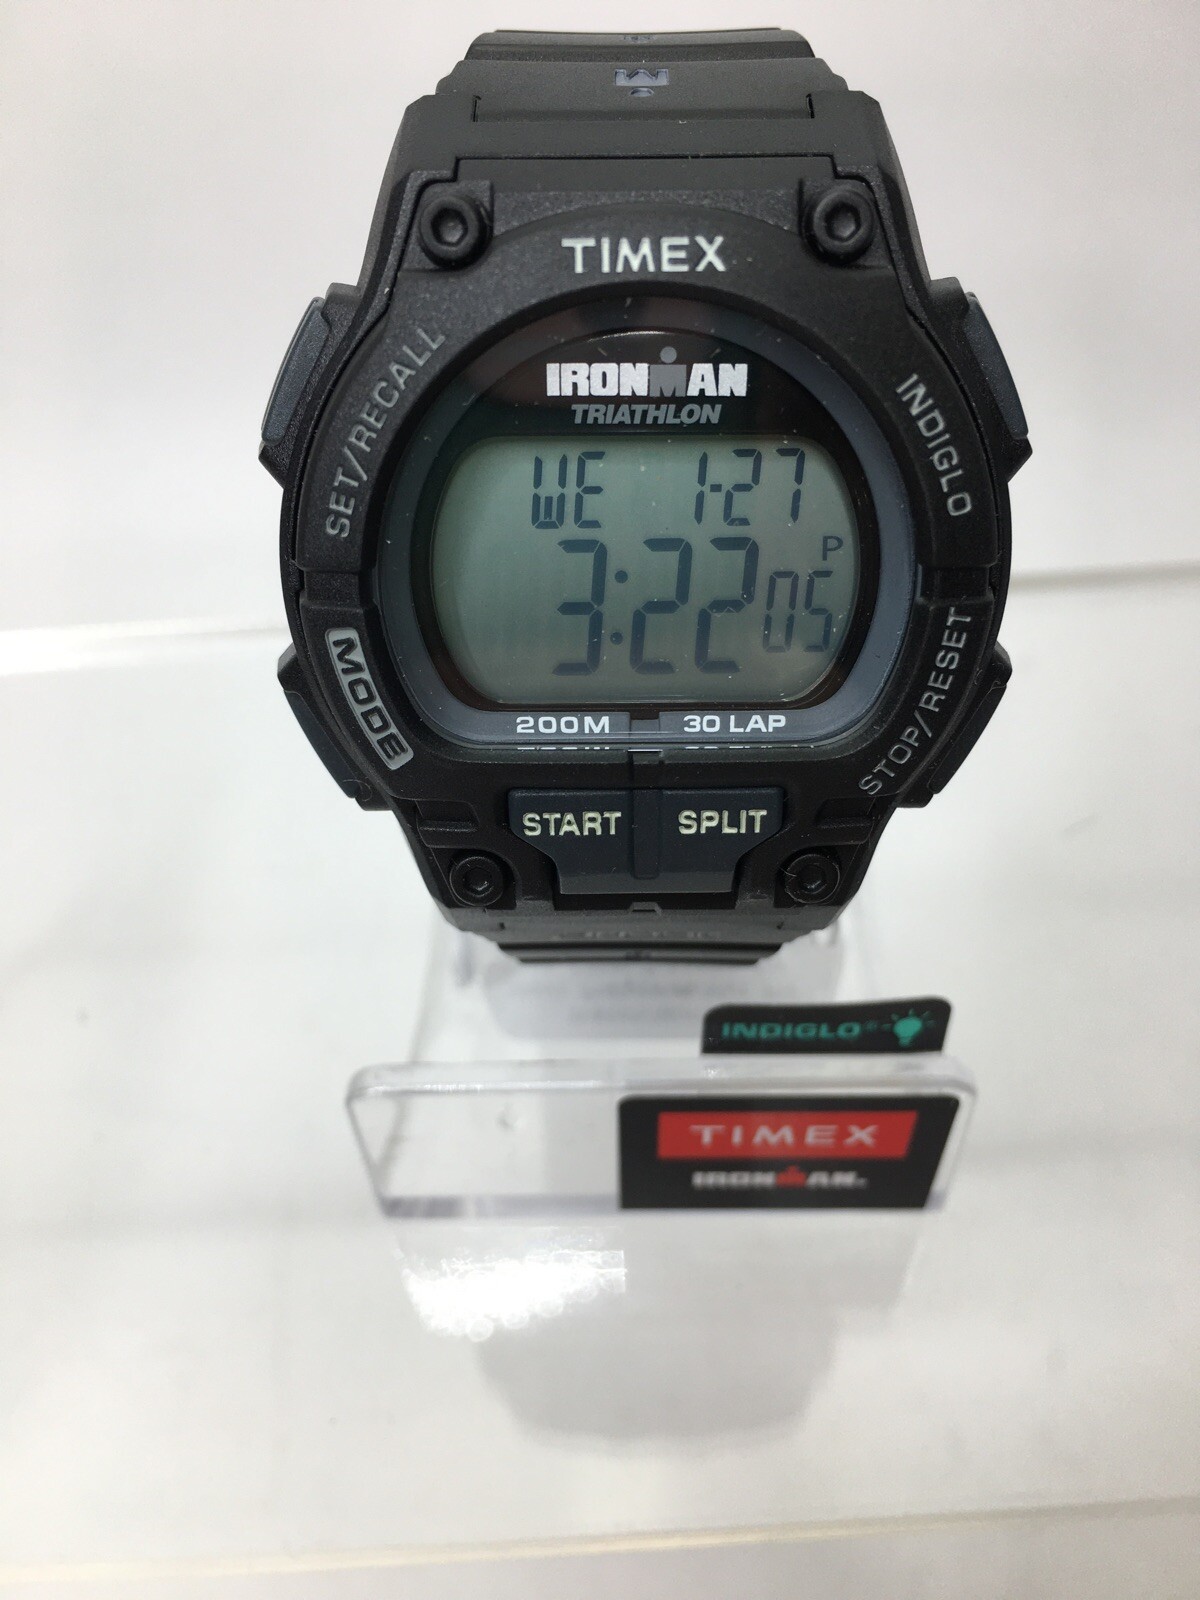 TIMEX
SET/RECALL
INDIGLO
IRONMAN
TRIATHLON
WE 1-27
P
3:22 05
MODE
STOP/RESET
200M 30 LAP
START SPLIT
INDIGLO®
TIMEX
IRONMAN